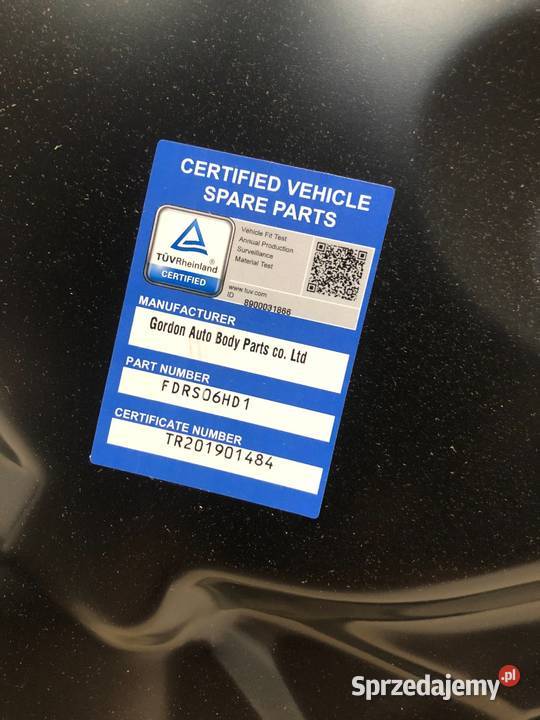 CERTIFIED VEHICLE
SPARE PARTS
TÜVRheinland®
CERTIFIED
Vehicle Fit Test
Annual Production
Surveillance
Material Test
www.tuv.com
ID 8900031866
MANUFACTURER
Gordon Auto Body Parts co. Ltd
PART NUMBER
FDRS06HD1
CERTIFICATE NUMBER
TR201901484
Sprzedajemy.pl